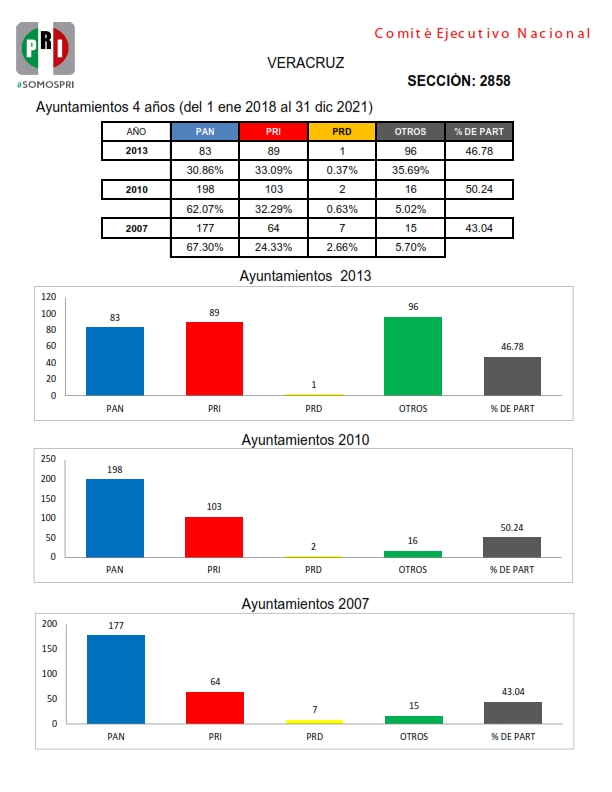 Comité Ejecutivo Nacional
PRI
#SOMOSPRI
VERACRUZ
SECCIÓN: 2858
Ayuntamientos 4 años (del 1 ene 2018 al 31 dic 2021)
AÑO PAN PRI PRD OTROS % DE PART
2013 83 89 1 96 46.78
30.86% 33.09% 0.37% 35.69%
2010 198 103 2 16 50.24
62.07% 32.29% 0.63% 5.02%
2007 177 64 7 15 43.04
67.30% 24.33% 2.66% 5.70%
Ayuntamientos 2013
120
100
80
60
40
20
0
83 89 1 96 46.78
PAN PRI PRD OTROS % DE PART
Ayuntamientos 2010
250
200
150
100
50
0
198 103 2 16 50.24
PAN PRI PRD OTROS % DE PART
Ayuntamientos 2007
200
150
100
50
0
177 64 7 15 43.04
PAN PRI PRD OTROS % DE PART